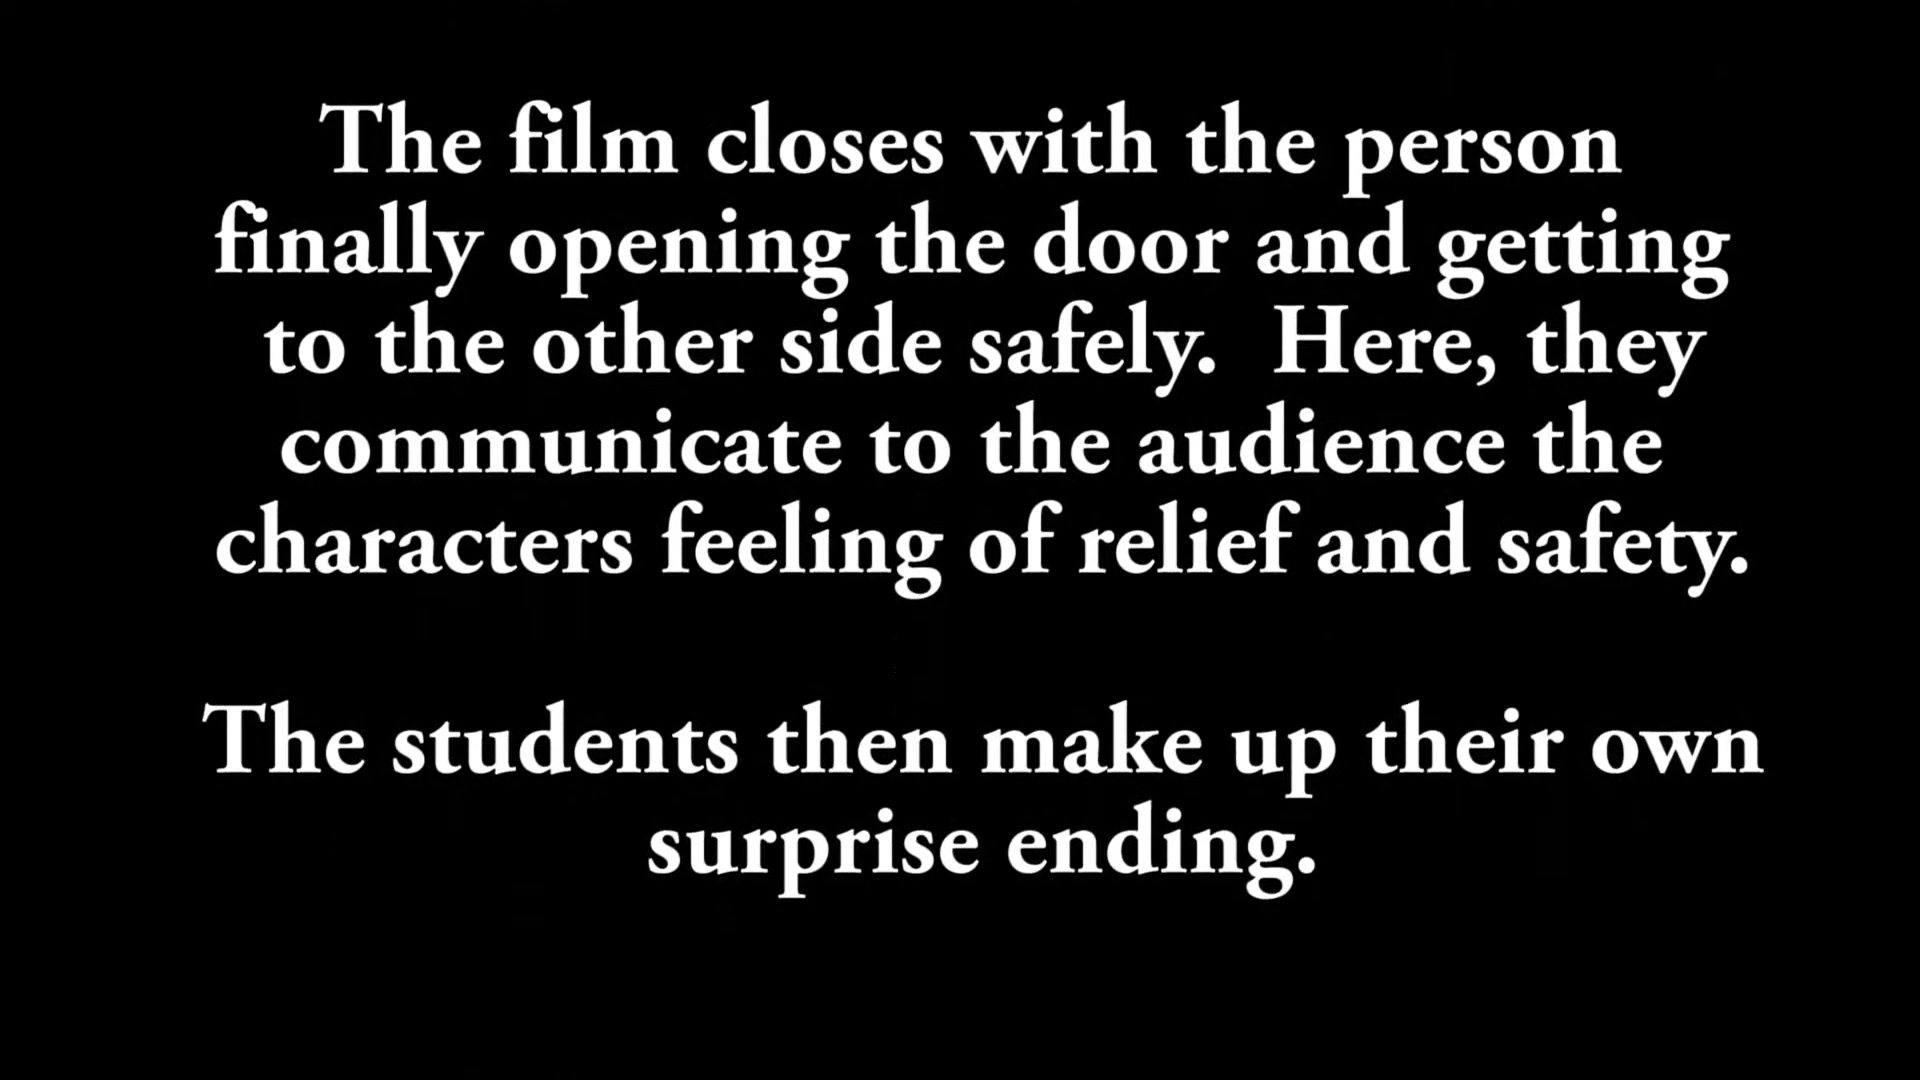 The film closes with the person
finally opening the door and getting
to the other side safely.  Here, they
communicate to the audience the
characters feeling of relief and safety.
The students then make up their own
surprise ending.